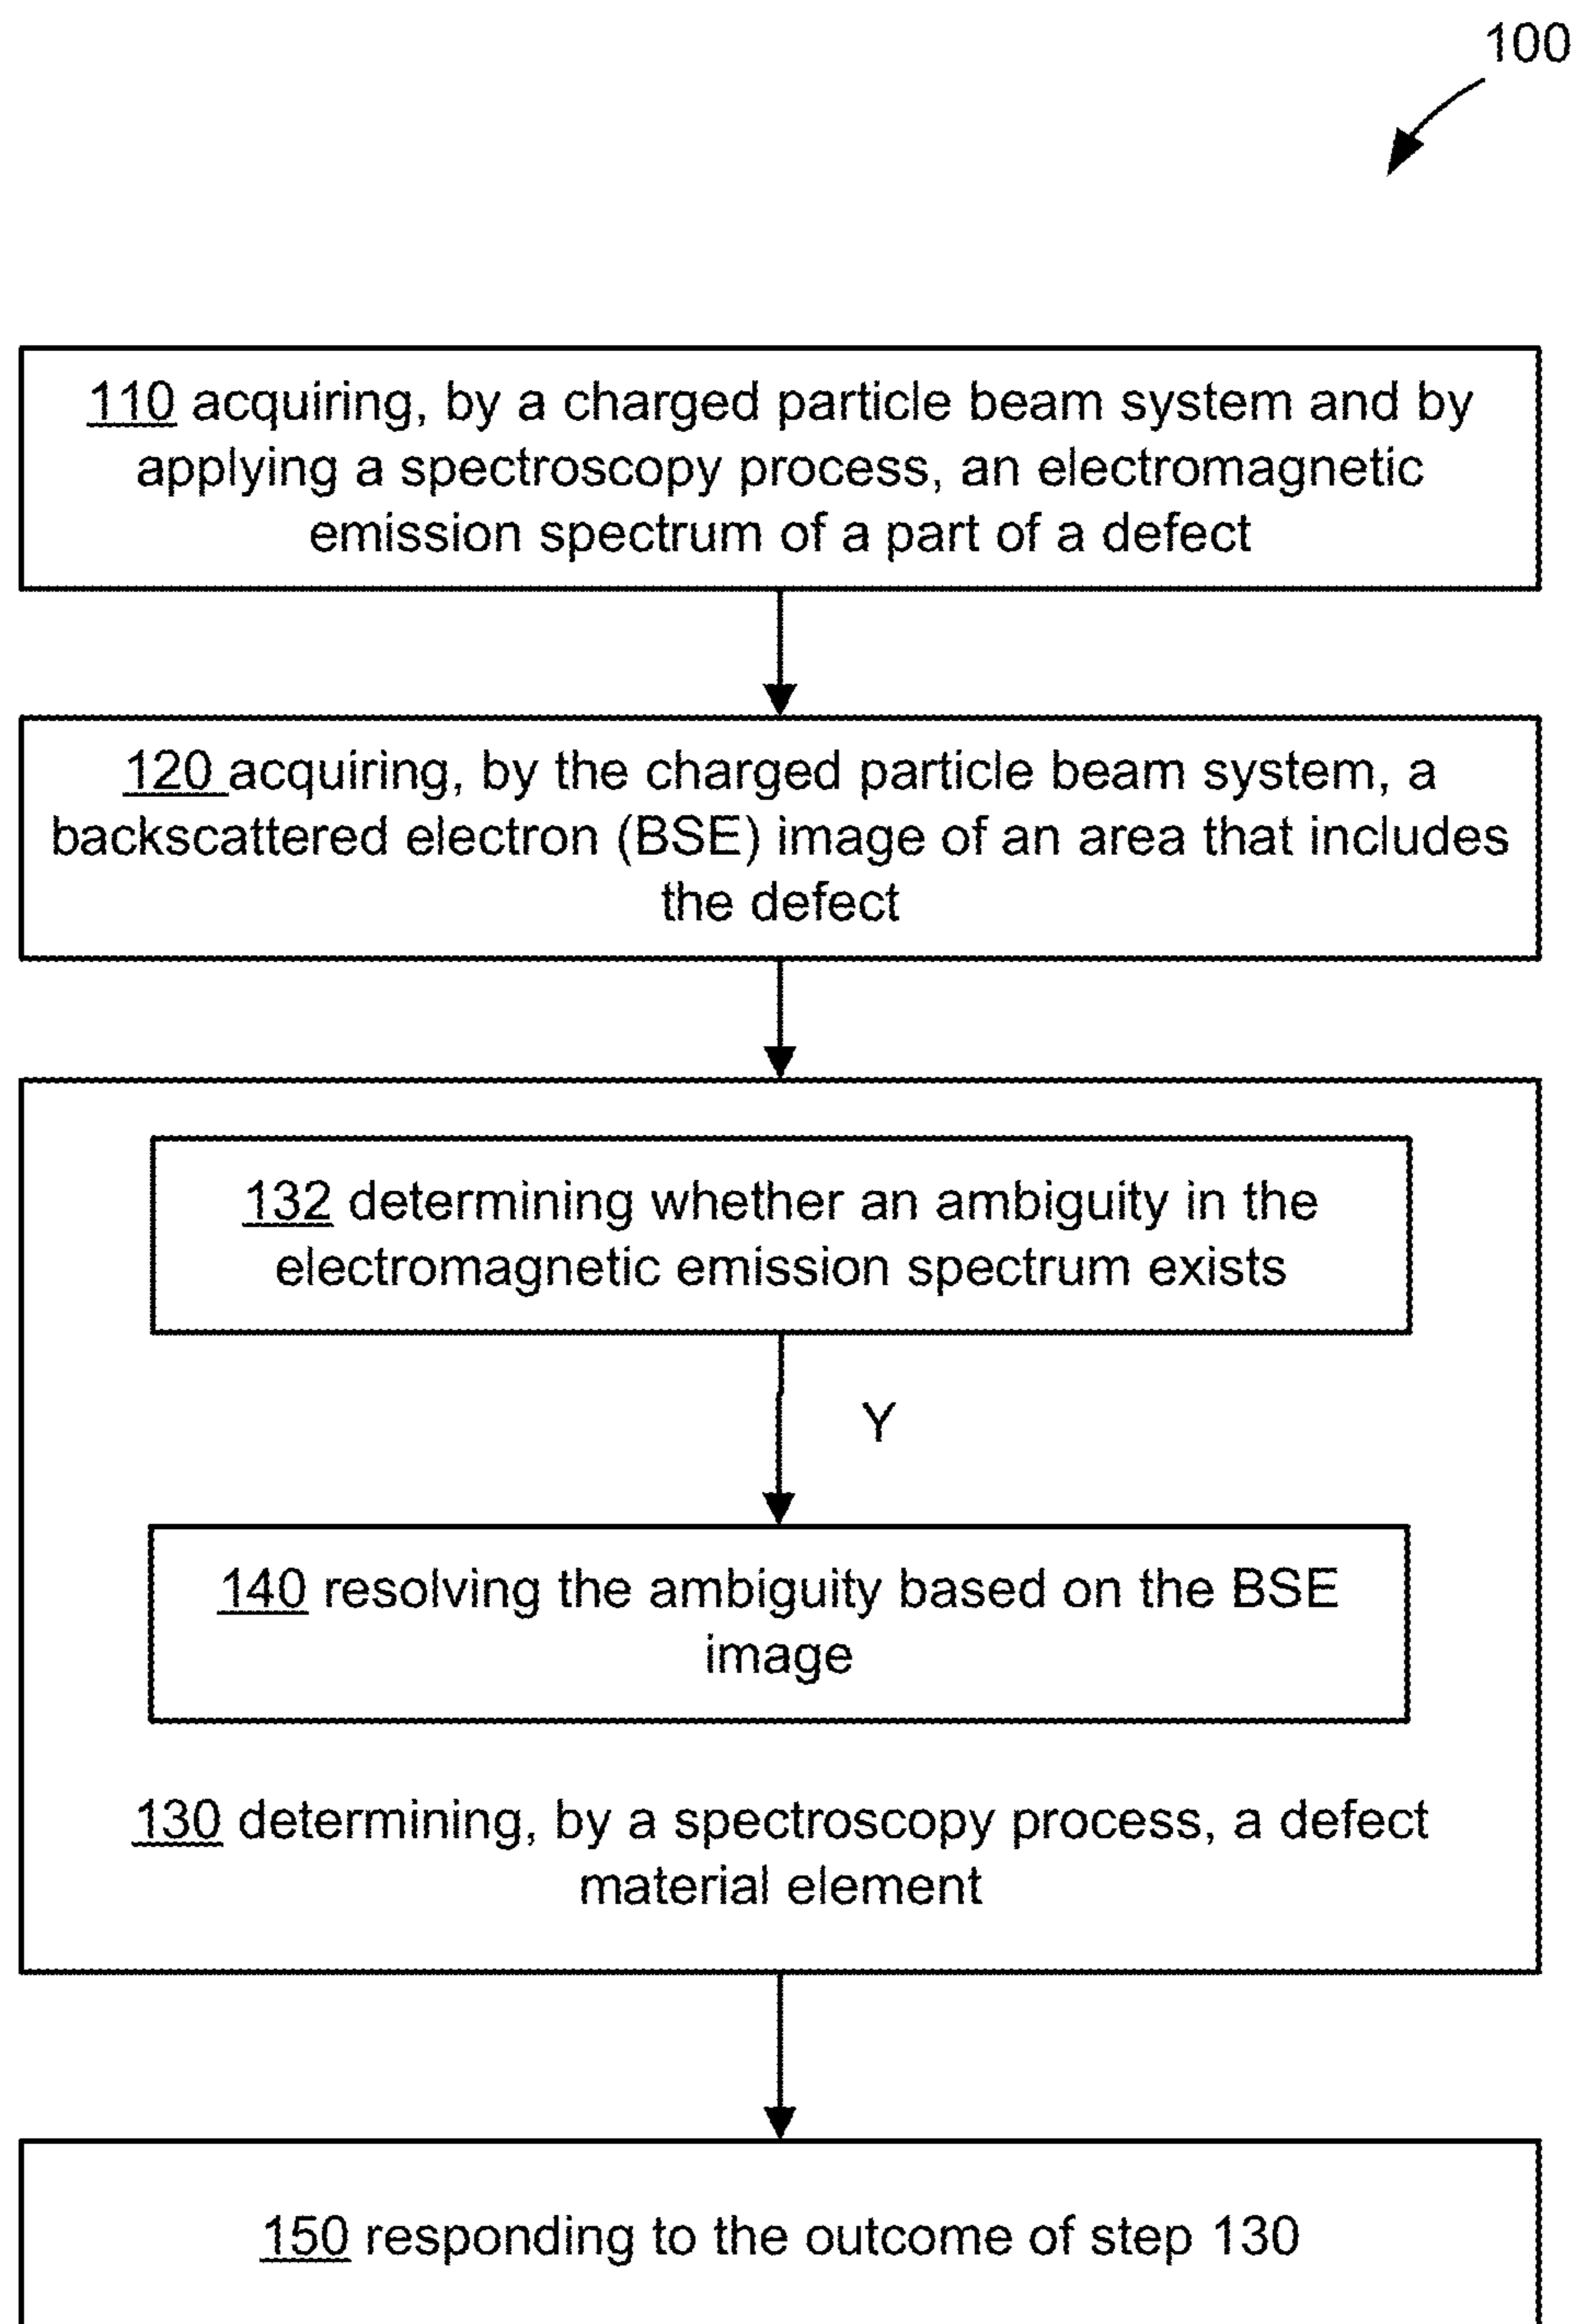 100
110 acquiring, by a charged particle beam system and by
applying a spectroscopy process, an electromagnetic
emission spectrum of a part of a defect
120 acquiring, by the charged particle beam system, a
backscattered electron (BSE) image of an area that includes
the defect
132 determining whether an ambiguity in the
electromagnetic emission spectrum exists
Y
140 resolving the ambiguity based on the BSE
image
130 determining, by a spectroscopy process, a defect
material element
150 responding to the outcome of step 130